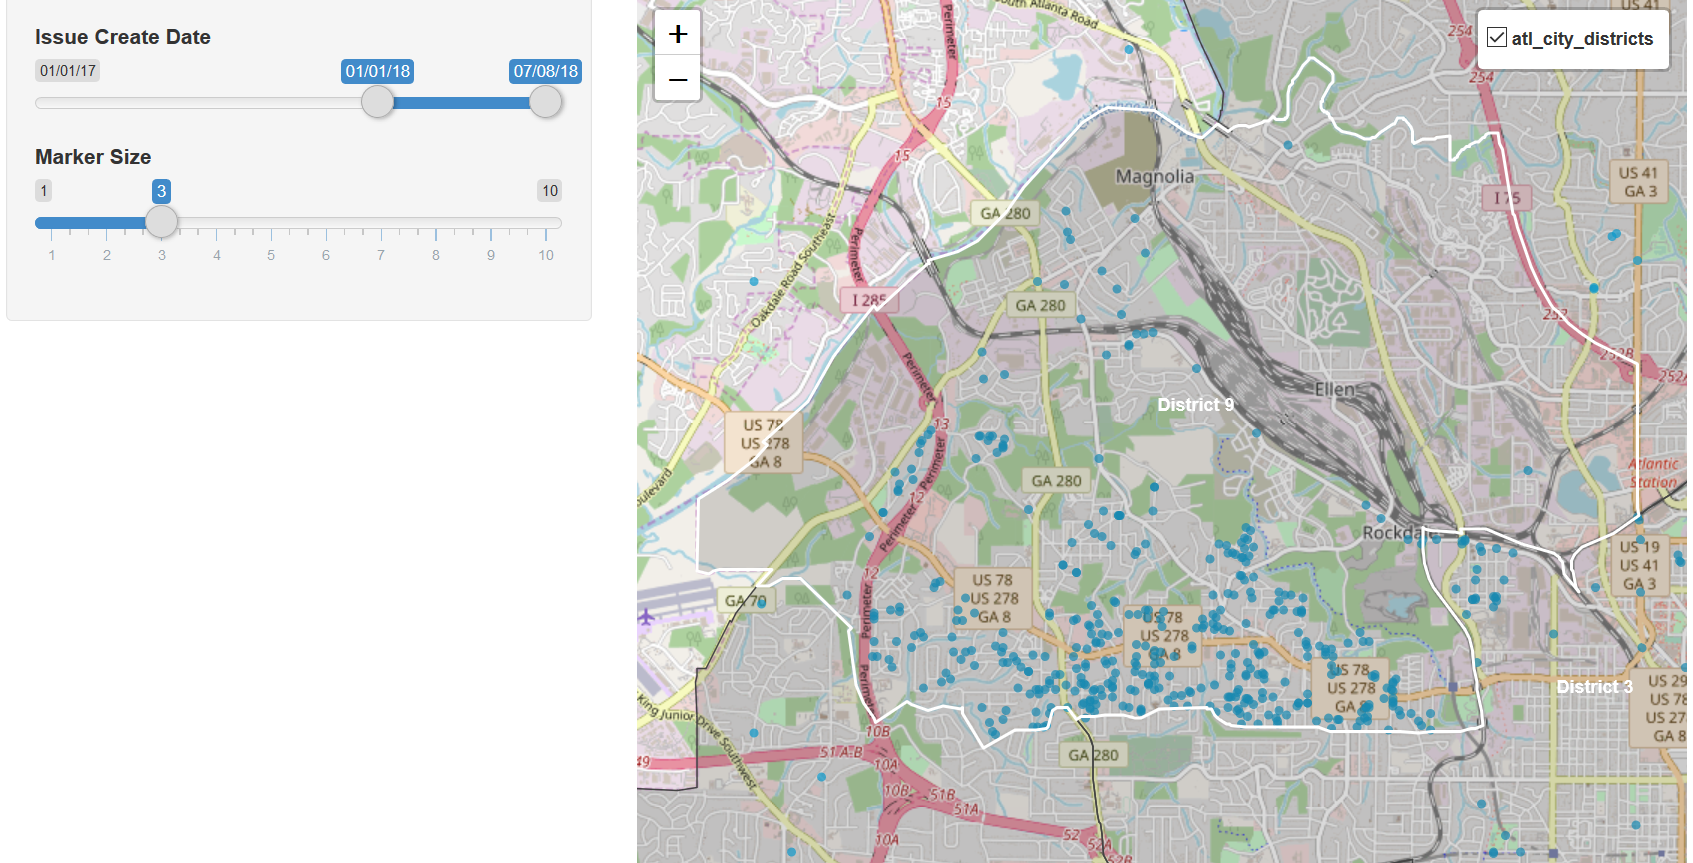 Issue Create Date
01/01/17
01/01/18
07/08/18
Marker Size
1
3
10
1 2 3 4 5 6 7 8 9 10
+
−
atl_city_districts
South Atlanta Road
Perimeter
US 41
254
254
15
15
Magnolia
US 41
GA 3
I 75
GA 280
Oakdale Road Southeast
Perimeter
I 285
GA 280
252
252B
252A
Perimeter
Ellen
District 9
US 78
US 278
GA 8
13
Perimeter
Atlantic
Station
GA 280
oulevard
12
Perimeter
Rockdale
US 19
US 41
GA 3
12
US 78
US 278
GA 8
GA 70
Perimeter
US 78
US 278
GA 8
US 78
US 278
GA 8
Perimeter
District 3
US 29
US 78
US 27
GA 8
King Junior Drive Southwest
10B
GA 280
49
51 A-B
10A
10B
51B
51A
10A
52
52A
52B